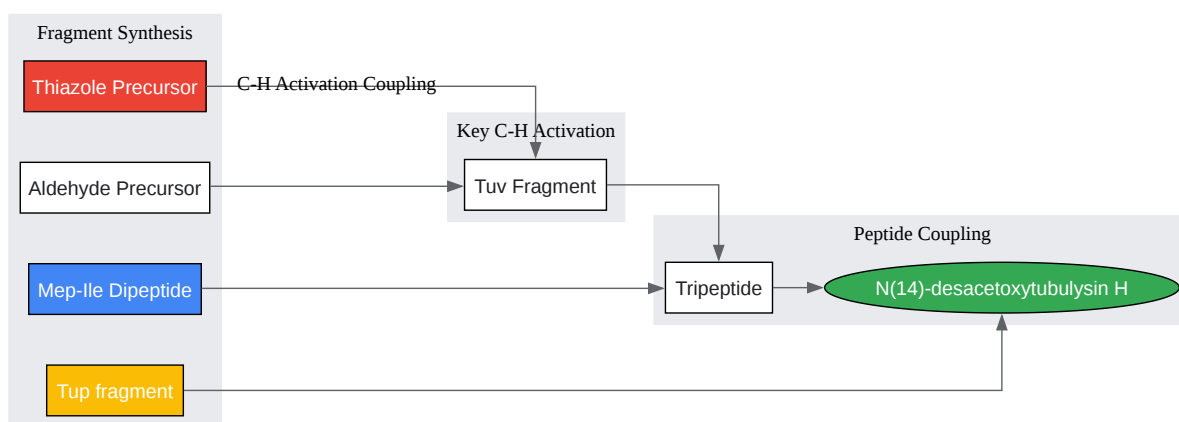 Fragment Synthesis
Thiazole Precursor
C-H Activation Coupling
Key C-H Activation
Aldehyde Precursor
Tuv Fragment
Peptide Coupling
Mep-Ile Dipeptide
Tripeptide
N(14)-desacetoxytubulysin H
Tup fragment